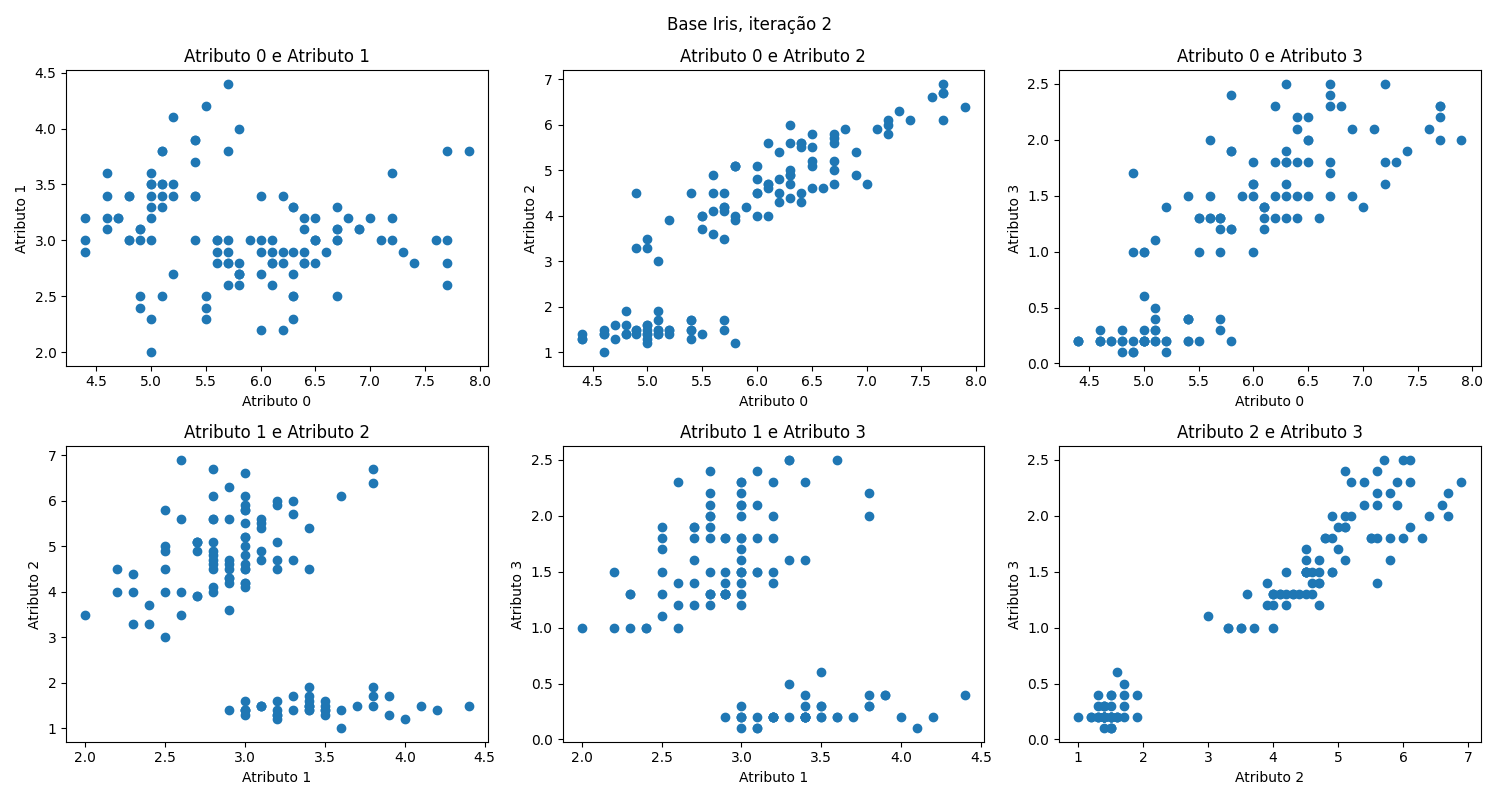 Base Iris, iteração 2
Atributo 0 e Atributo 1
4.5
4.0
3.5
3.0
2.5
2.0
Atributo 1
4.5 5.0 5.5 6.0 6.5 7.0 7.5 8.0
Atributo 0
Atributo 0 e Atributo 2
7
6
5
4
3
2
1
Atributo 2
4.5 5.0 5.5 6.0 6.5 7.0 7.5 8.0
Atributo 0
Atributo 0 e Atributo 3
2.5
2.0
1.5
1.0
0.5
0.0
Atributo 3
4.5 5.0 5.5 6.0 6.5 7.0 7.5 8.0
Atributo 0
Atributo 1 e Atributo 2
7
6
5
4
3
2
1
Atributo 2
2.0 2.5 3.0 3.5 4.0 4.5
Atributo 1
Atributo 1 e Atributo 3
2.5
2.0
1.5
1.0
0.5
0.0
Atributo 3
2.0 2.5 3.0 3.5 4.0 4.5
Atributo 1
Atributo 2 e Atributo 3
2.5
2.0
1.5
1.0
0.5
0.0
Atributo 3
1 2 3 4 5 6 7
Atributo 2